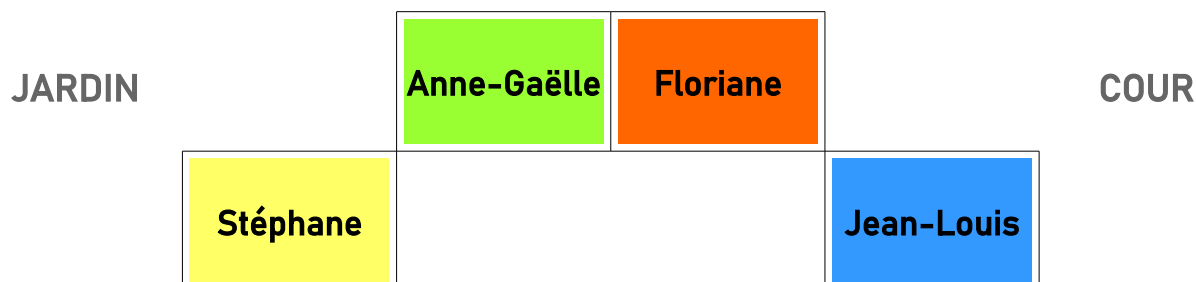 JARDIN
Anne-Gaëlle
Floriane
COUR
Stéphane
Jean-Louis